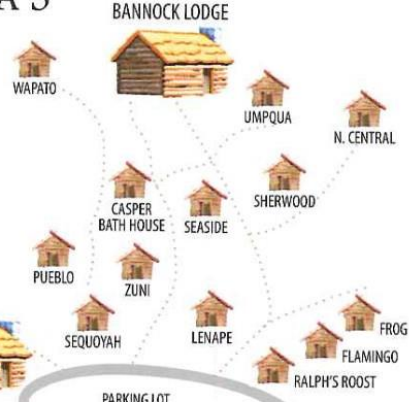 A'S
BANNOCK LODGE
WAPATO
UMPQUA
N. CENTRAL
CASPER
BATH HOUSE
SEASIDE
SHERWOOD
PUEBLO
ZUNI
SEQUOYAH
LENAPE
FROG
FLAMINGO
RALPH'S ROOST
PARKING LOT